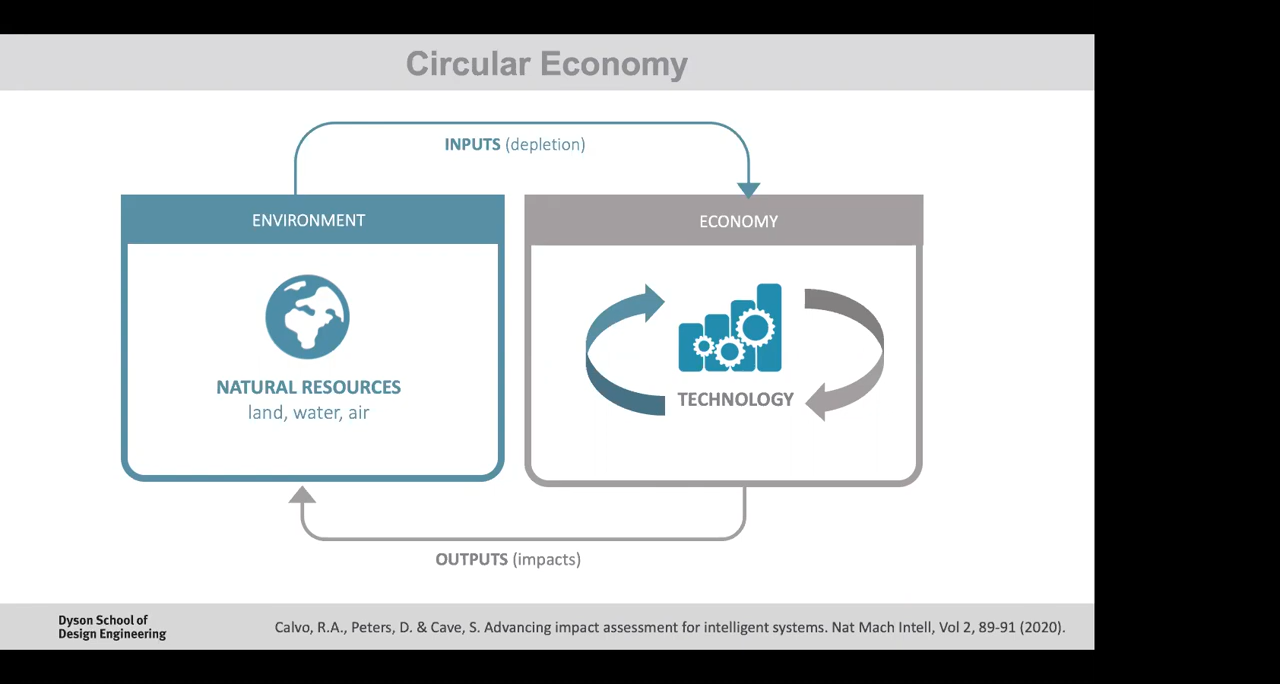 Circular Economy
INPUTS (depletion)
ENVIRONMENT
ECONOMY
NATURAL RESOURCES
land, water, air
TECHNOLOGY
OUTPUTS (impacts)
Dyson School of
Design Engineering
Calvo, R.A., Peters, D. & Cave, S. Advancing impact assessment for intelligent systems. Nat Mach Intell, Vol 2, 89-91 (2020).